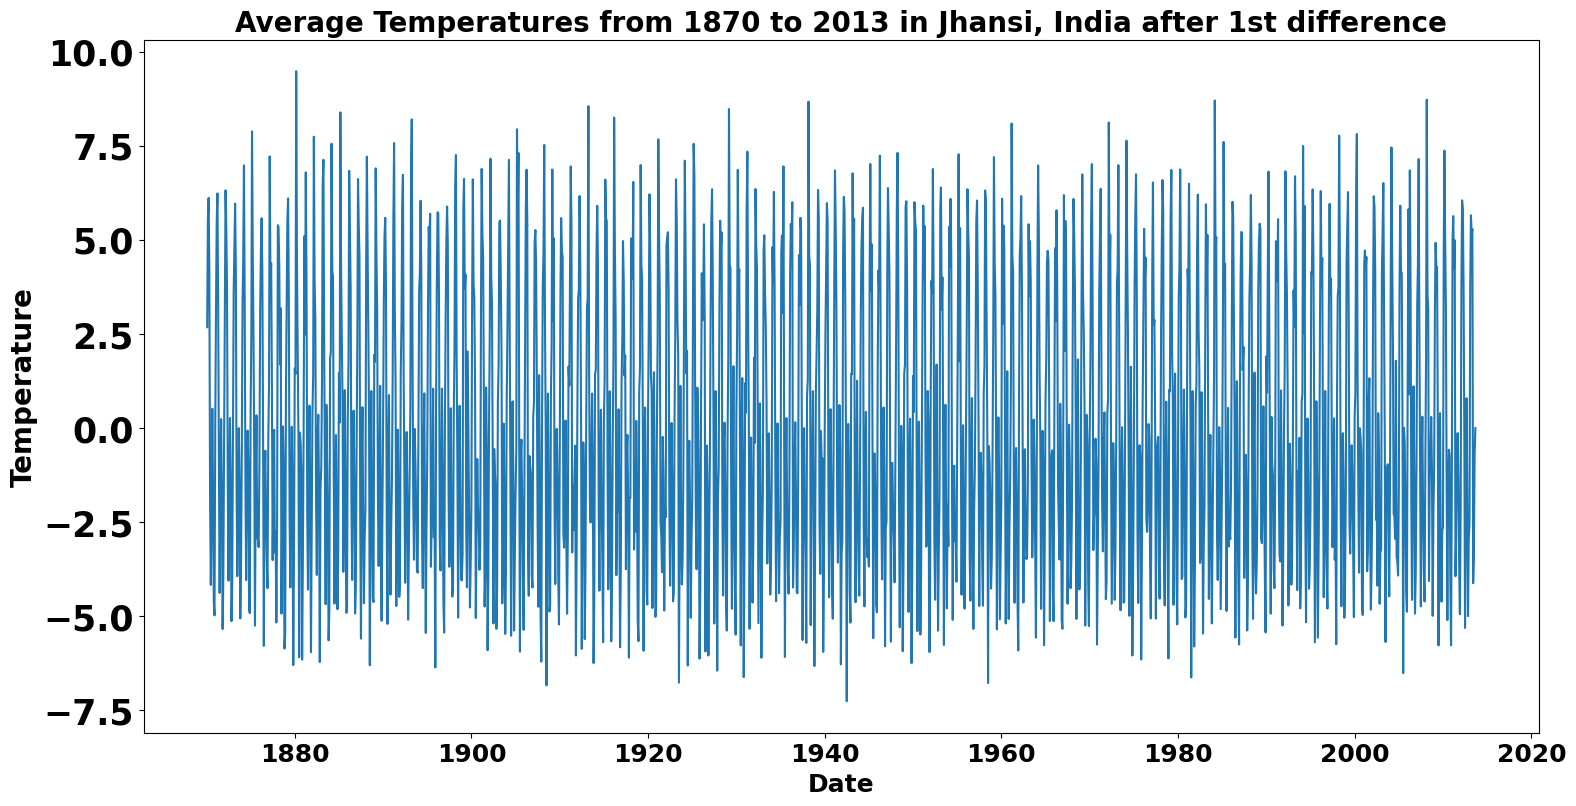 Average Temperatures from 1870 to 2013 in Jhansi, India after 1st difference
10.0
7.5
5.0
2.5
0.0
−2.5
−5.0
−7.5
Temperature
1880 1900 1920 1940 1960 1980 2000 2020
Date